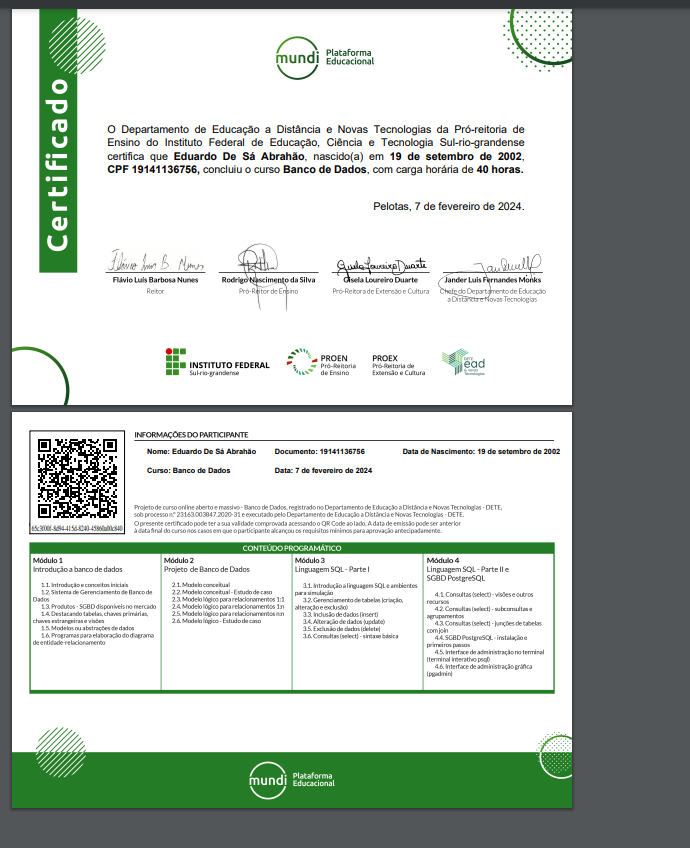 Certificado
mundi Plataforma Educacional
O Departamento de Educação a Distância e Novas Tecnologias da Pró-reitoria de
Ensino do Instituto Federal de Educação, Ciência e Tecnologia Sul-rio-grandense
certifica que Eduardo De Sá Abrahão, nascido(a) em 19 de setembro de 2002,
CPF 19141136756, concluiu o curso Banco de Dados, com carga horária de 40 horas.
Pelotas, 7 de fevereiro de 2024.
Flávio Luis Barbosa Nunes
Reitor
Rodrigo Nascimento da Silva
Pró-Reitor de Ensino
Gisela Loureiro Duarte
Pró-Reitora de Extensão e Cultura
Jander Luis Fernandes Monks
Chefe do Departamento de Educação
a Distância e Novas Tecnologias
INSTITUTO FEDERAL
Sul-rio-grandense
PROEN
Pró-Reitoria
de Ensino
PROEX
Pró-Reitoria de
Extensão e Cultura
DETE
ead
e Novas
Tecnologias
INFORMAÇÕES DO PARTICIPANTE
Nome: Eduardo De Sá Abrahão Documento: 19141136756 Data de Nascimento: 19 de setembro de 2002
Curso: Banco de Dados Data: 7 de fevereiro de 2024
Projeto de curso online aberto e massivo - Banco de Dados, registrado no Departamento de Educação a Distância e Novas Tecnologias - DETE,
sob processo n.º 23163.003847.2020-31 e executado pelo Departamento de Educação a Distância e Novas Tecnologias - DETE.
O presente certificado pode ter a sua validade comprovada acessando o QR Code ao lado. A data de emissão pode ser anterior
à data final do curso nos casos em que o participante alcançou os requisitos mínimos para aprovação antecipadamente.
CONTEÚDO PROGRAMÁTICO
Módulo 1
Introdução a banco de dados
1.1. Introdução e conceitos iniciais
1.2. Sistema de Gerenciamento de Banco de
Dados
1.3. Produtos - SGBD disponíveis no mercado
1.4. Destacando tabelas, chaves primárias,
chaves estrangeiras e visões
1.5. Modelos ou abstrações de dados
1.6. Programas para elaboração do diagrama
de entidade-relacionamento
Módulo 2
Projeto de Banco de Dados
2.1. Modelo conceitual
2.2. Modelo conceitual - Estudo de caso
2.3. Modelo lógico para relacionamentos 1:1
2.4. Modelo lógico para relacionamentos 1:n
2.5. Modelo lógico para relacionamentos n:n
2.6. Modelo lógico - Estudo de caso
Módulo 3
Linguagem SQL - Parte I
3.1. Introdução a linguagem SQL e ambientes
para simulação
3.2. Gerenciamento de tabelas (criação,
alteração e exclusão)
3.3. Inclusão de dados (insert)
3.4. Alteração de dados (update)
3.5. Exclusão de dados (delete)
3.6. Consultas (select) - sintaxe básica
Módulo 4
Linguagem SQL - Parte II e
SGBD PostgreSQL
4.1. Consultas (select) - visões e outros
recursos
4.2. Consultas (select) - subconsultas e
agrupamentos
4.3. Consultas (select) - junções de tabelas
com join
4.4. SGBD PostgreSQL - instalação e
primeiros passos
4.5. Interface de administração no terminal
(terminal interativo psql)
4.6. Interface de administração gráfica
(pgadmin)
mundi Plataforma Educacional